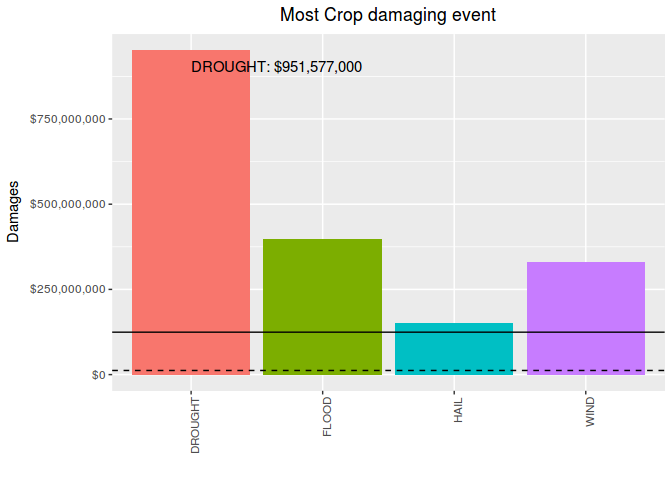 Most Crop damaging event
DROUGHT: $951,577,000
$750,000,000
$500,000,000
$250,000,000
$0
Damages
DROUGHT
FLOOD
HAIL
WIND